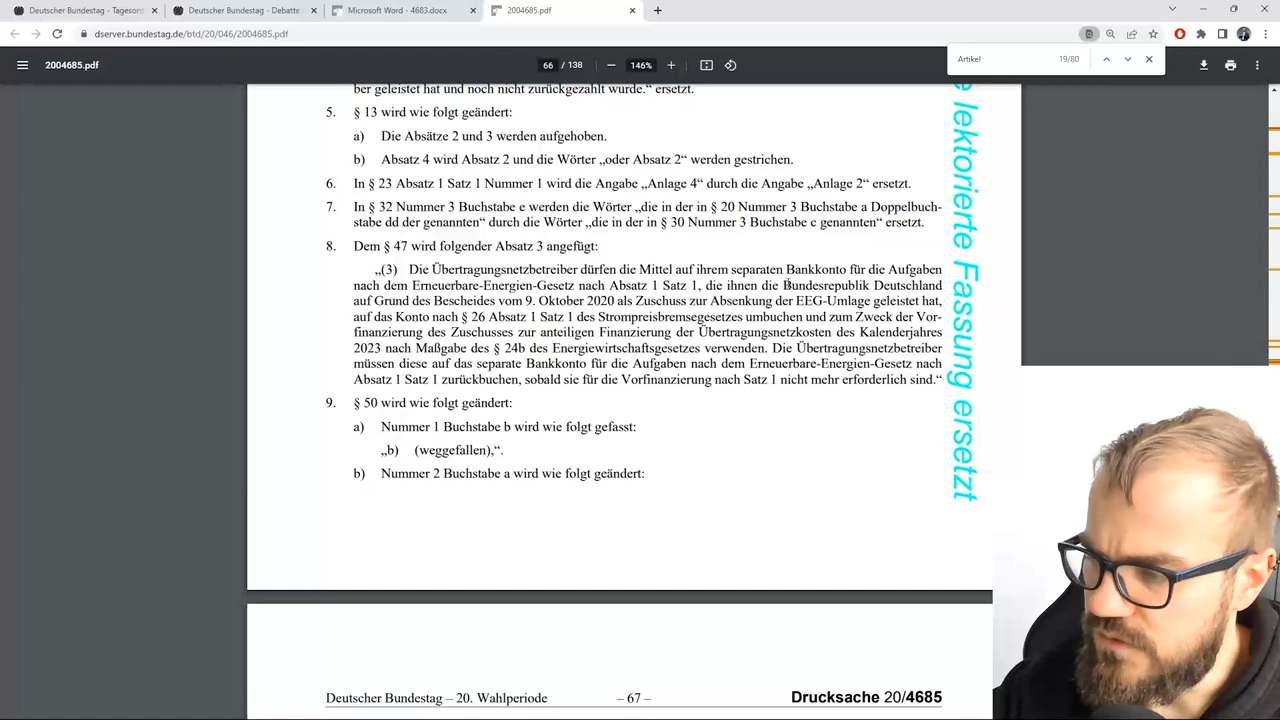 Deutscher Bundestag - Tagesord
Deutscher Bundestag - Debatte
Microsoft Word - 4683.docx
2004685.pdf
dserver.bundestag.de/btd/20/046/2004685.pdf
Artikel 19/80
2004685.pdf
66 / 138
146%
ber geleistet hat und noch nicht zurückgezahlt wurde.“ ersetzt.
5. § 13 wird wie folgt geändert:
a) Die Absätze 2 und 3 werden aufgehoben.
b) Absatz 4 wird Absatz 2 und die Wörter „oder Absatz 2“ werden gestrichen.
6. In § 23 Absatz 1 Satz 1 Nummer 1 wird die Angabe „Anlage 4“ durch die Angabe „Anlage 2“ ersetzt.
7. In § 32 Nummer 3 Buchstabe e werden die Wörter „die in der in § 20 Nummer 3 Buchstabe a Doppelbuch-
stabe dd der genannten“ durch die Wörter „die in der in § 30 Nummer 3 Buchstabe c genannten“ ersetzt.
8. Dem § 47 wird folgender Absatz 3 angefügt:
„(3) Die Übertragungsnetzbetreiber dürfen die Mittel auf ihrem separaten Bankkonto für die Aufgaben
nach dem Erneuerbare-Energien-Gesetz nach Absatz 1 Satz 1, die ihnen die Bundesrepublik Deutschland
auf Grund des Bescheides vom 9. Oktober 2020 als Zuschuss zur Absenkung der EEG-Umlage geleistet hat,
auf das Konto nach § 26 Absatz 1 Satz 1 des Strompreisbremsegesetzes umbuchen und zum Zweck der Vor-
finanzierung des Zuschusses zur anteiligen Finanzierung der Übertragungsnetzkosten des Kalenderjahres
2023 nach Maßgabe des § 24b des Energiewirtschaftsgesetzes verwenden. Die Übertragungsnetzbetreiber
müssen diese auf das separate Bankkonto für die Aufgaben nach dem Erneuerbare-Energien-Gesetz nach
Absatz 1 Satz 1 zurückbuchen, sobald sie für die Vorfinanzierung nach Satz 1 nicht mehr erforderlich sind.“
9. § 50 wird wie folgt geändert:
a) Nummer 1 Buchstabe b wird wie folgt gefasst:
„b) (weggefallen),“.
b) Nummer 2 Buchstabe a wird wie folgt geändert:
e lektorierte Fassung ersetzt
Deutscher Bundestag – 20. Wahlperiode – 67 – Drucksache 20/4685